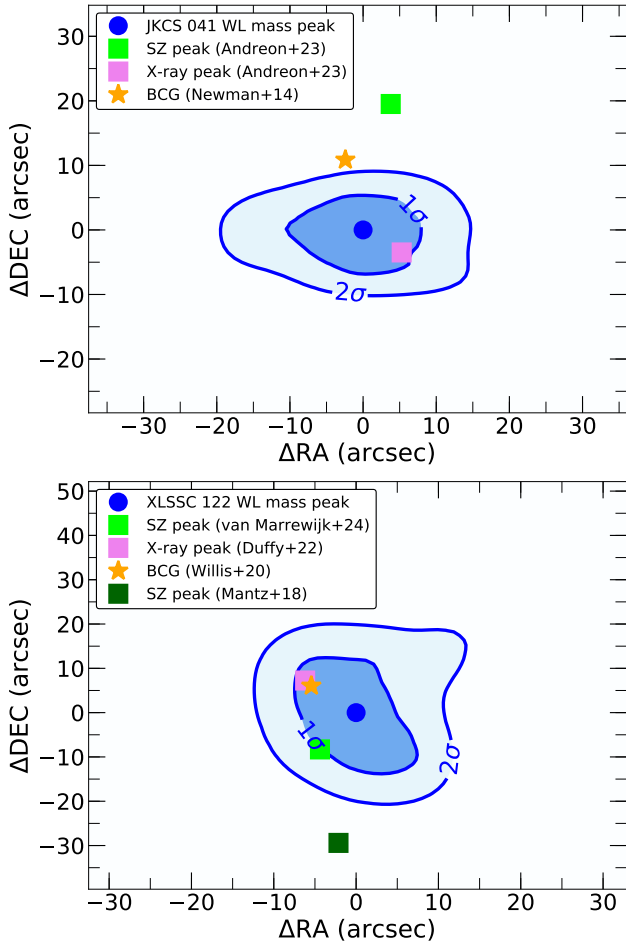 JKCS 041 WL mass peak
SZ peak (Andreon+23)
X-ray peak (Andreon+23)
BCG (Newman+14)
30
20
10
0
−10
−20
ΔDEC (arcsec)
1σ
2σ
−30 −20 −10 0 10 20 30
ΔRA (arcsec)
XLSSC 122 WL mass peak
SZ peak (van Marrewijk+24)
X-ray peak (Duffy+22)
BCG (Willis+20)
SZ peak (Mantz+18)
50
40
30
20
10
0
−10
−20
−30
ΔDEC (arcsec)
1σ
2σ
−30 −20 −10 0 10 20 30
ΔRA (arcsec)